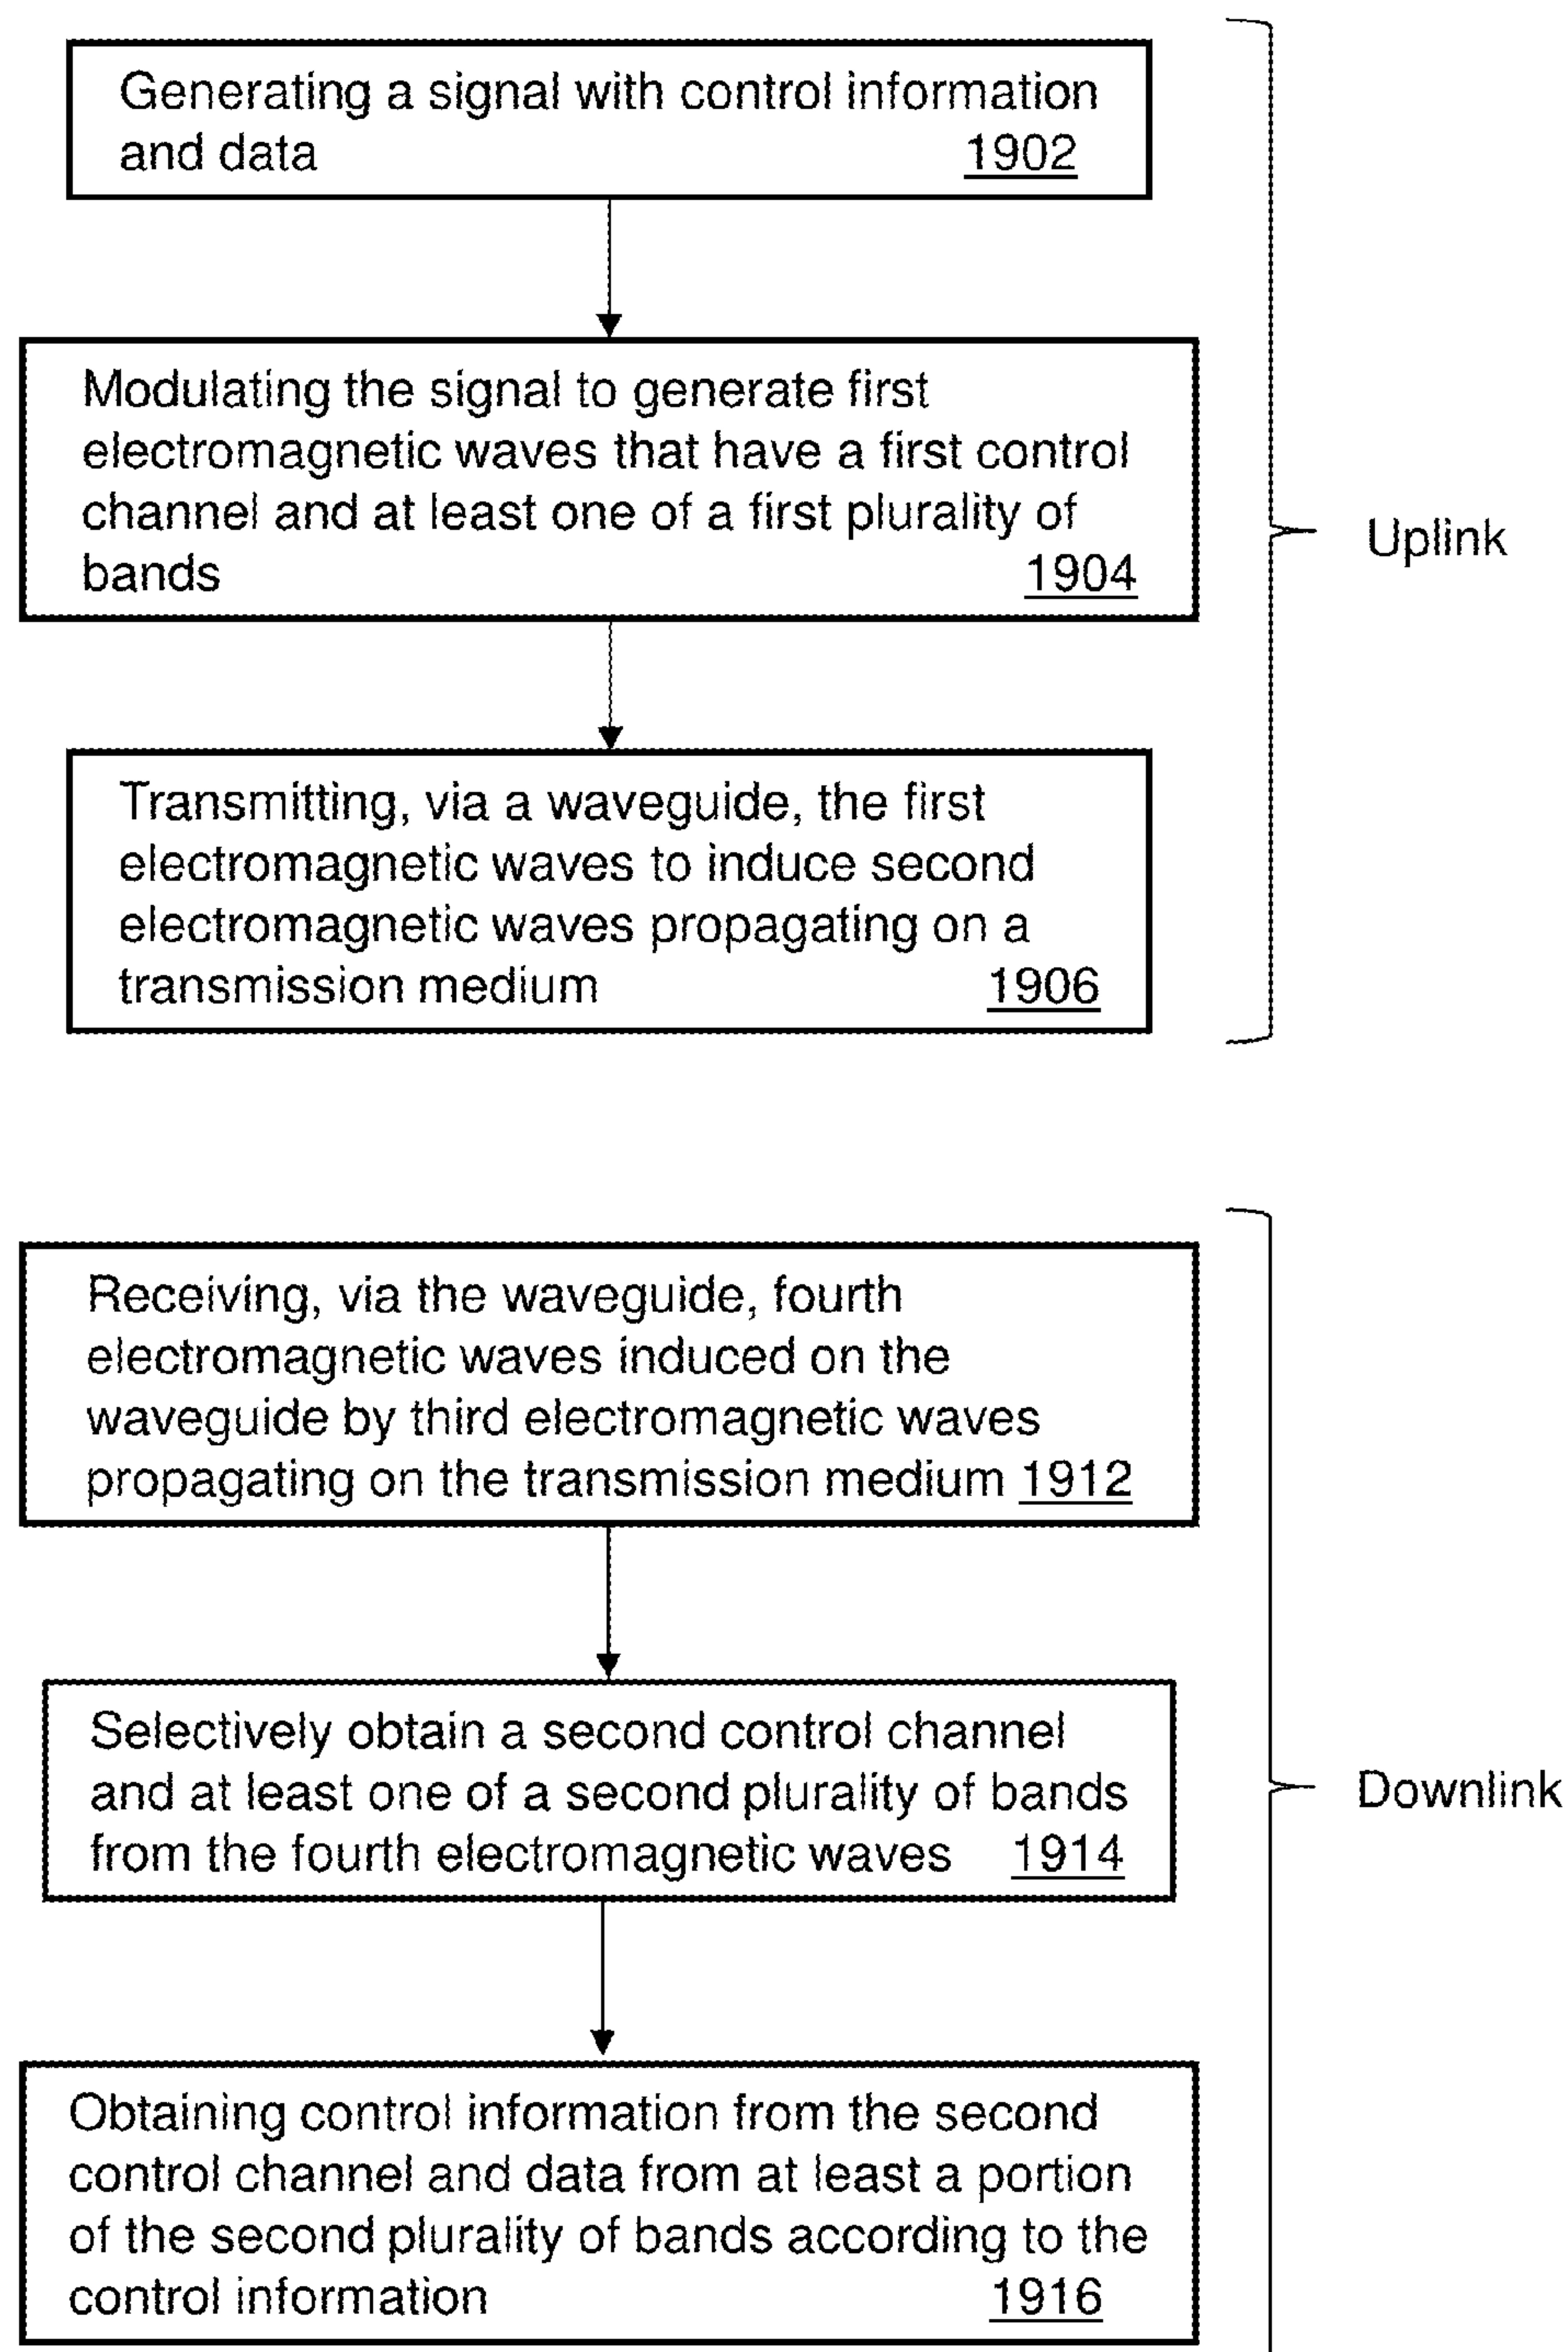 Generating a signal with control information
and data 1902
Modulating the signal to generate first
electromagnetic waves that have a first control
channel and at least one of a first plurality of
bands 1904
Uplink
Transmitting, via a waveguide, the first
electromagnetic waves to induce second
electromagnetic waves propagating on a
transmission medium 1906
Receiving, via the waveguide, fourth
electromagnetic waves induced on the
waveguide by third electromagnetic waves
propagating on the transmission medium 1912
Selectively obtain a second control channel
and at least one of a second plurality of bands
from the fourth electromagnetic waves 1914
Downlink
Obtaining control information from the second
control channel and data from at least a portion
of the second plurality of bands according to the
control information 1916